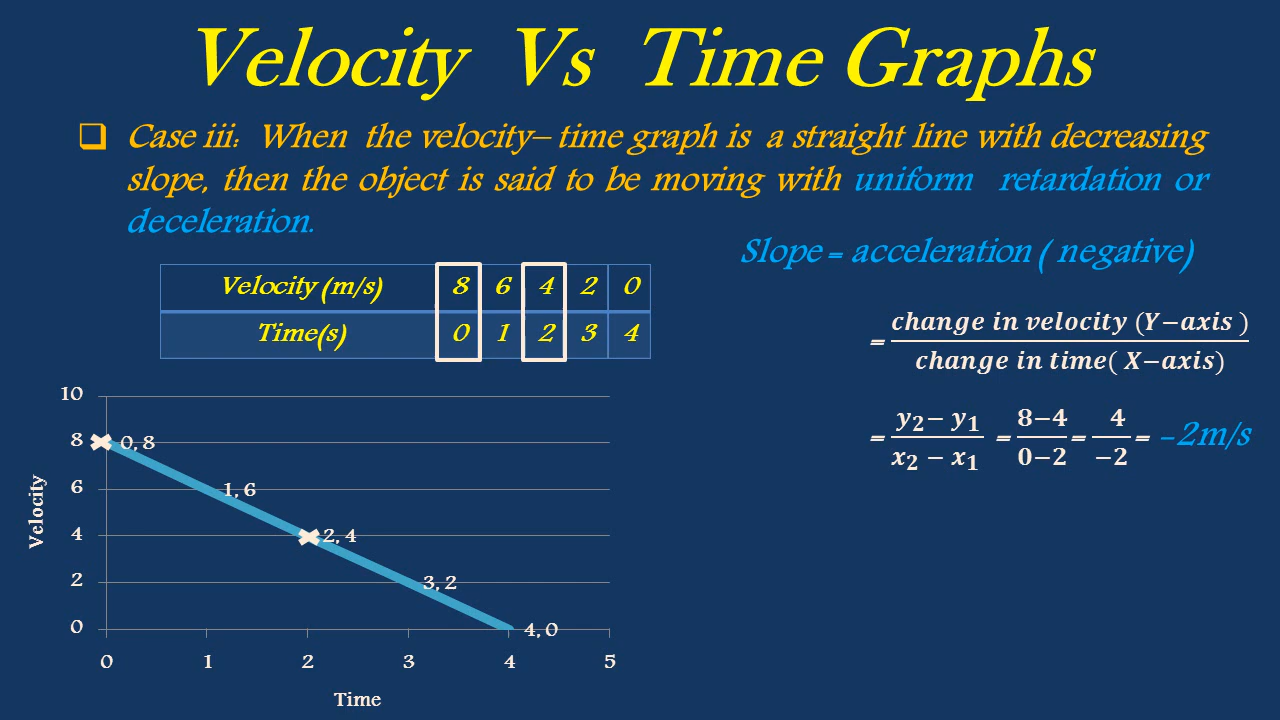 Velocity Vs Time Graphs
❑ Case iii: When the velocity– time graph is a straight line with decreasing
slope, then the object is said to be moving with uniform retardation or
deceleration.
Slope = acceleration ( negative)
Velocity (m/s) 8 6 4 2 0
Time(s) 0 1 2 3 4
= change in velocity (Y−axis ) / change in time( X−axis)
= y₂− y₁ / x₂ − x₁ = 8−4 / 0−2 = 4 / −2 = -2m/s
10
8
6
4
2
0
Velocity
0, 8
1, 6
2, 4
3, 2
4, 0
0 1 2 3 4 5
Time